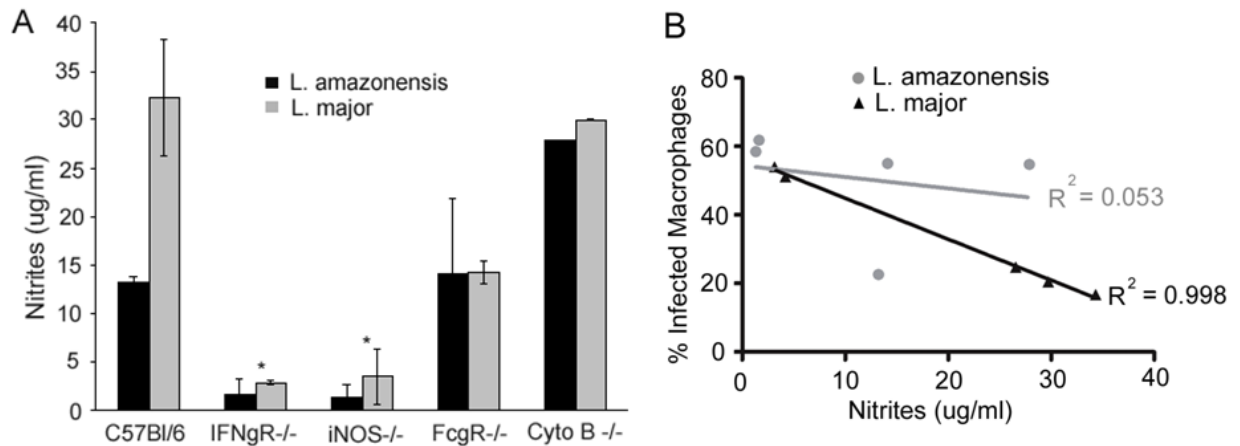 A
Nitrites (ug/ml)
40
35
30
25
20
15
10
5
0
L. amazonensis
L. major
*
*
C57Bl/6 IFNgR-/- iNOS-/- FcgR-/- Cyto B -/-
B
% Infected Macrophages
80
60
40
20
0
L. amazonensis
L. major
R² = 0.053
R² = 0.998
0 10 20 30 40
Nitrites (ug/ml)